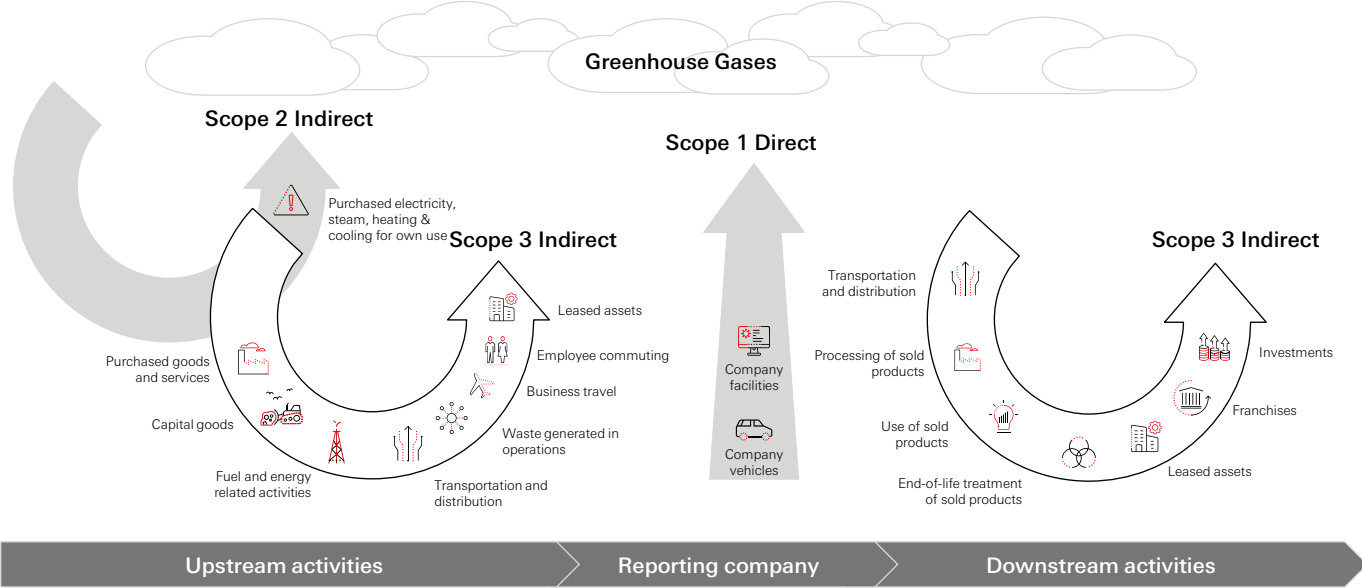 Greenhouse Gases
Scope 2 Indirect
Purchased electricity,
steam, heating &
cooling for own use
Scope 3 Indirect
Leased assets
Employee commuting
Business travel
Waste generated in
operations
Transportation and
distribution
Fuel and energy
related activities
Capital goods
Purchased goods
and services
Scope 1 Direct
Company
facilities
Company
vehicles
Scope 3 Indirect
Transportation
and distribution
Processing of sold
products
Use of sold
products
End-of-life treatment
of sold products
Leased assets
Franchises
Investments
Upstream activities
Reporting company
Downstream activities